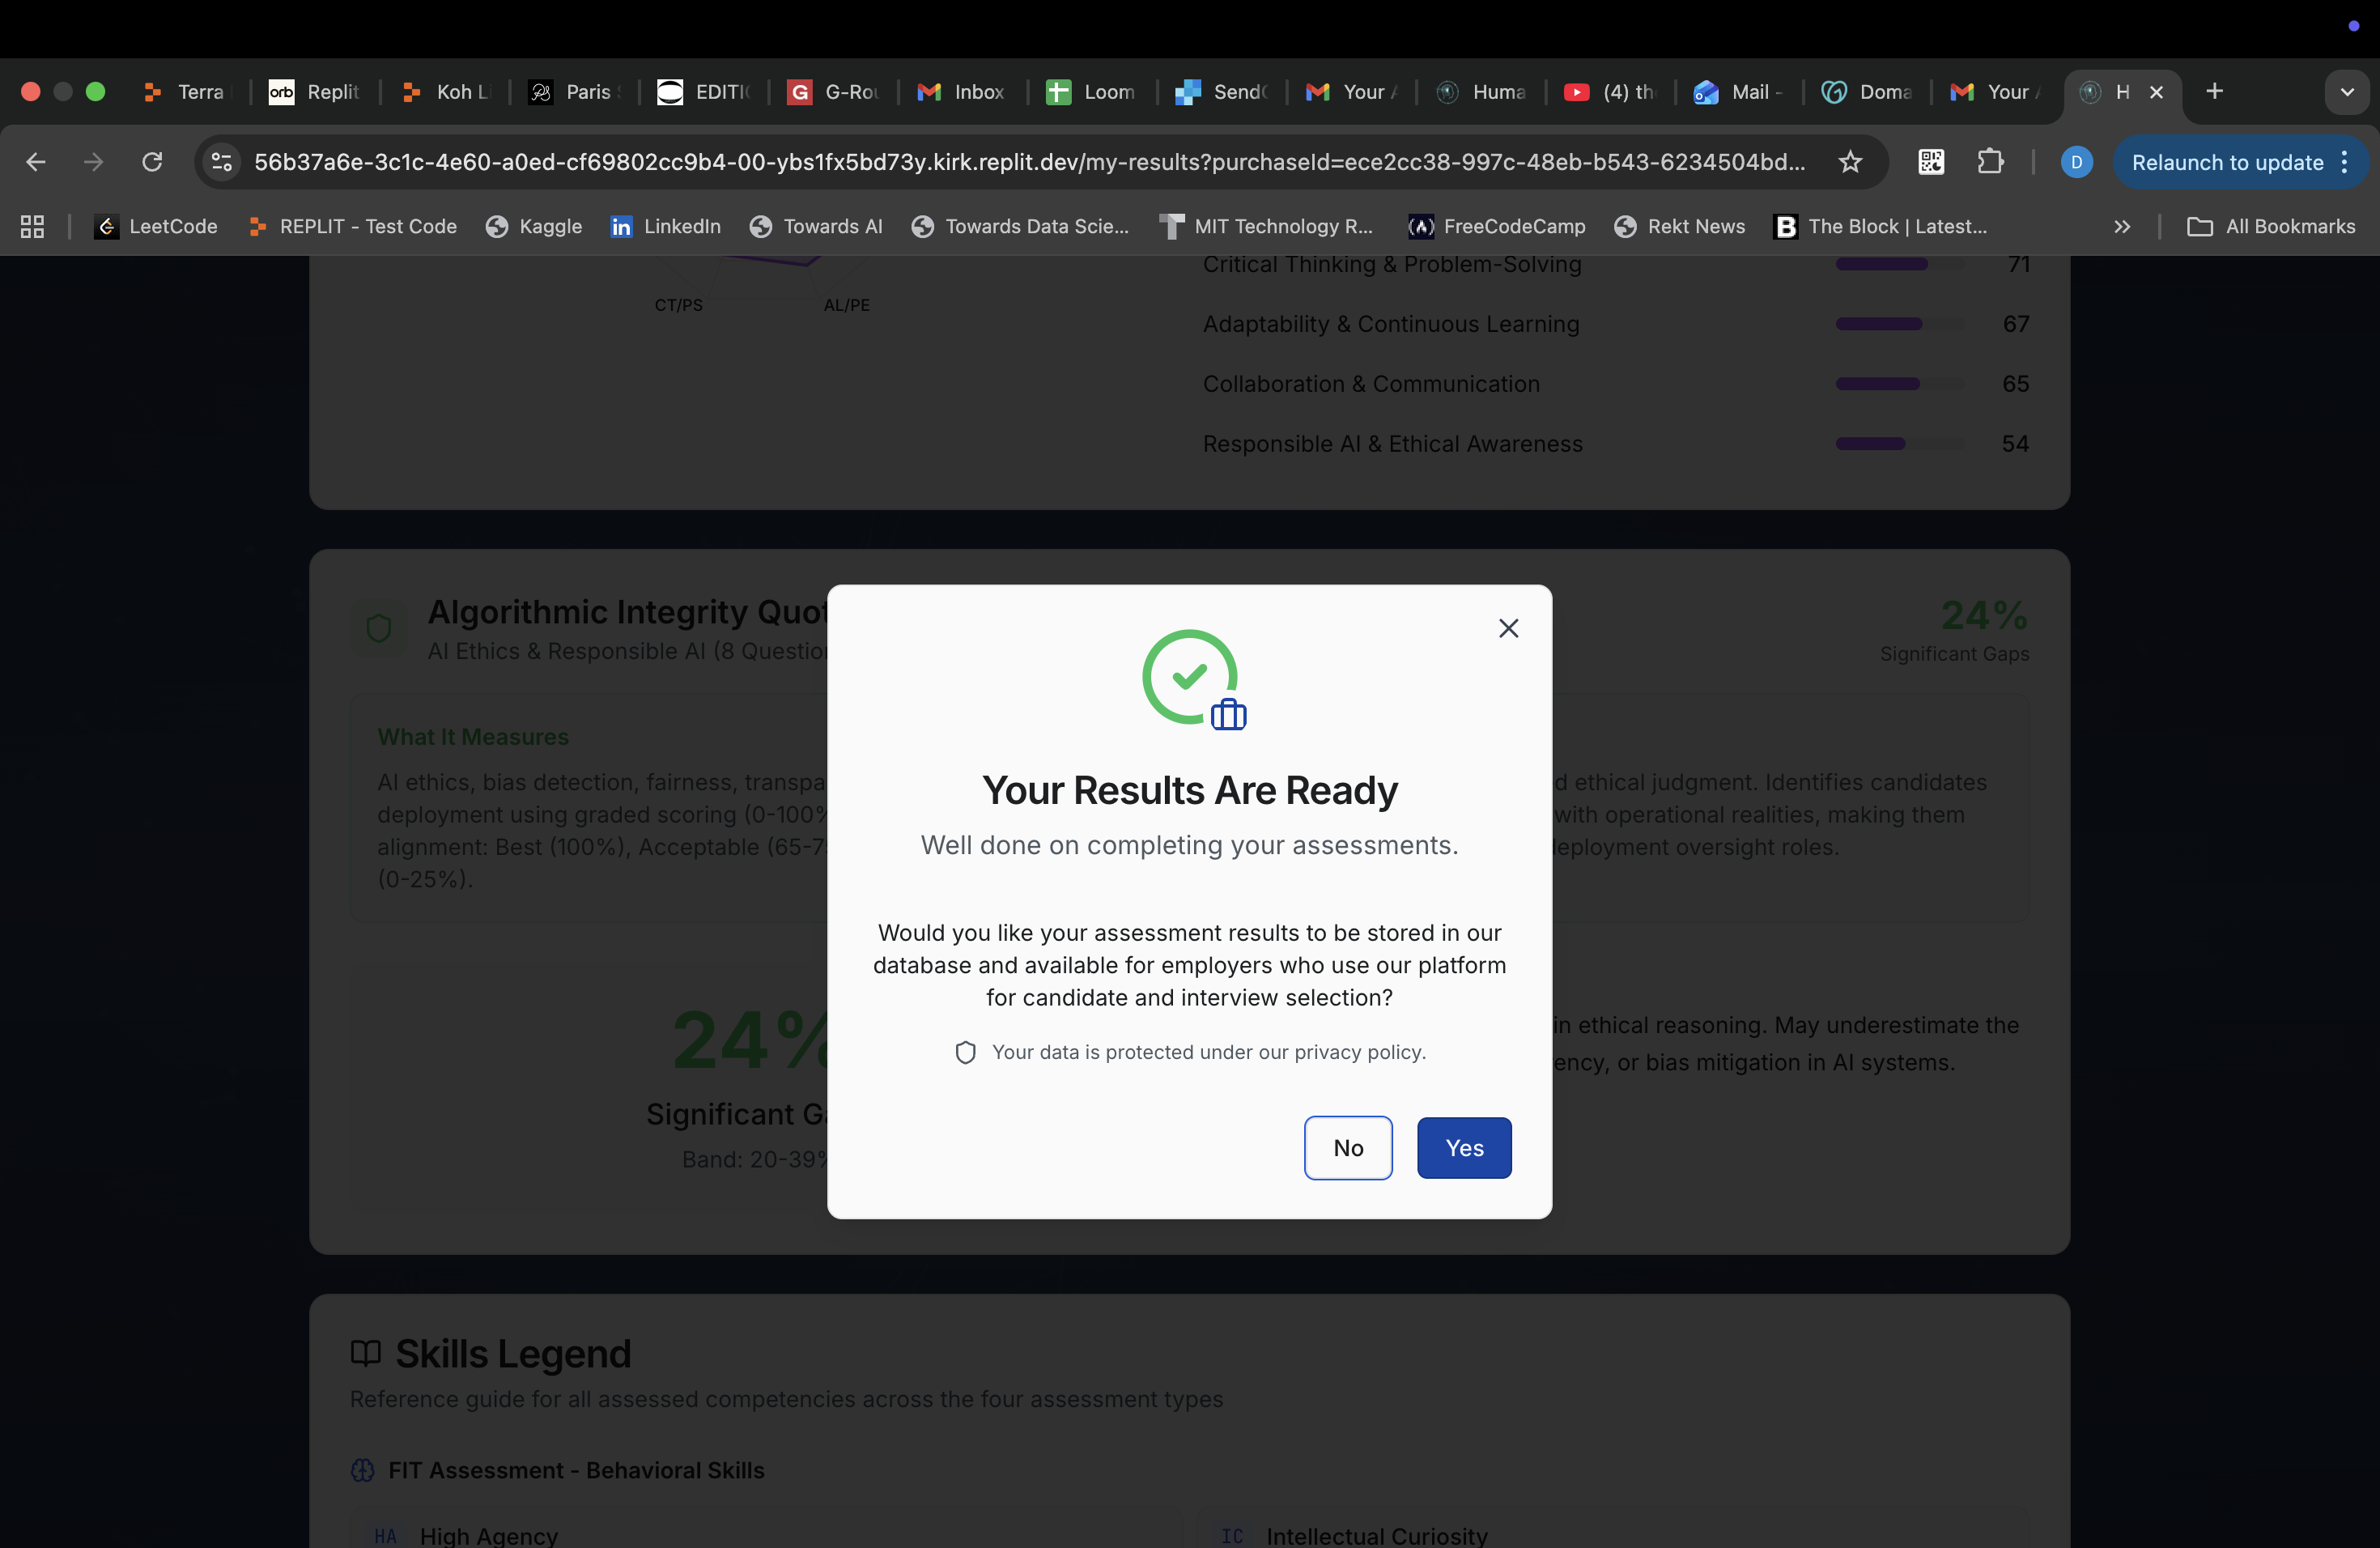 Terra
Replit
Koh Li
Paris
EDITI
G-Rou
Inbox
Loom
Send
Your
Huma
(4) th
Mail -
Doma
Your
H
56b37a6e-3c1c-4e60-a0ed-cf69802cc9b4-00-ybs1fx5bd73y.kirk.replit.dev/my-results?purchaseId=ece2cc38-997c-48eb-b543-6234504bd...
D
Relaunch to update
LeetCode
REPLIT - Test Code
Kaggle
LinkedIn
Towards AI
Towards Data Scie...
MIT Technology R...
FreeCodeCamp
Rekt News
The Block | Latest...
All Bookmarks
CT/PS
AL/PE
Critical Thinking & Problem-Solving 71
Adaptability & Continuous Learning 67
Collaboration & Communication 65
Responsible AI & Ethical Awareness 54
Algorithmic Integrity Quot
AI Ethics & Responsible AI (8 Question
24%
Significant Gaps
What It Measures
AI ethics, bias detection, fairness, transpa
deployment using graded scoring (0-100%
alignment: Best (100%), Acceptable (65-7
(0-25%).
d ethical judgment. Identifies candidates
with operational realities, making them
deployment oversight roles.
24%
Significant Ga
Band: 20-39%
in ethical reasoning. May underestimate the
ency, or bias mitigation in AI systems.
Your Results Are Ready
Well done on completing your assessments.
Would you like your assessment results to be stored in our
database and available for employers who use our platform
for candidate and interview selection?
Your data is protected under our privacy policy.
No
Yes
Skills Legend
Reference guide for all assessed competencies across the four assessment types
FIT Assessment - Behavioral Skills
HA High Agency
IC Intellectual Curiosity